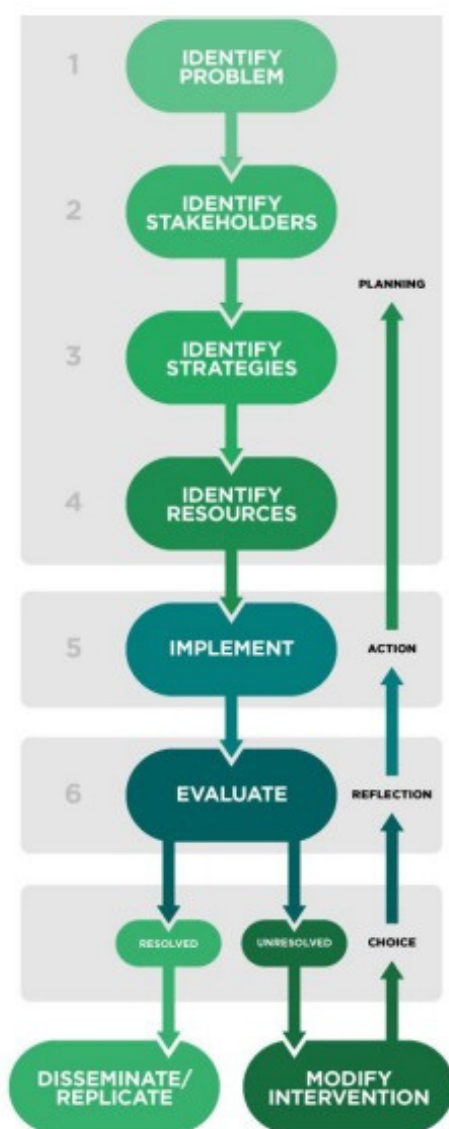 1
IDENTIFY
PROBLEM
2
IDENTIFY
STAKEHOLDERS
PLANNING
3
IDENTIFY
STRATEGIES
4
IDENTIFY
RESOURCES
5
IMPLEMENT
ACTION
6
EVALUATE
REFLECTION
RESOLVED
UNRESOLVED
CHOICE
DISSEMINATE/
REPLICATE
MODIFY
INTERVENTION